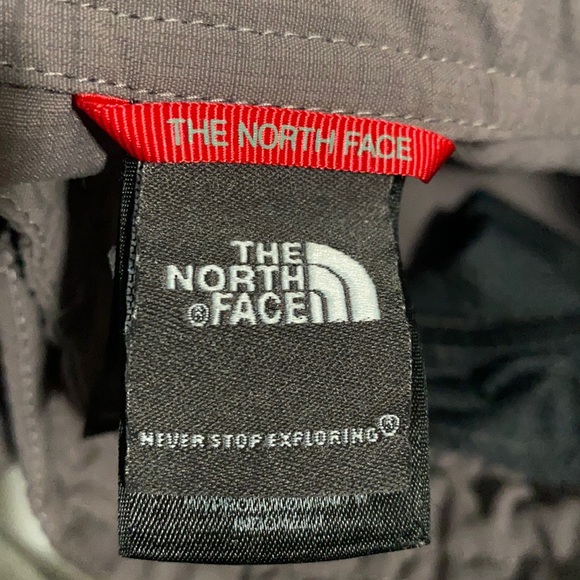 THE NORTH FACE
THE
NORTH
® FACE
NEVER STOP EXPLORING®